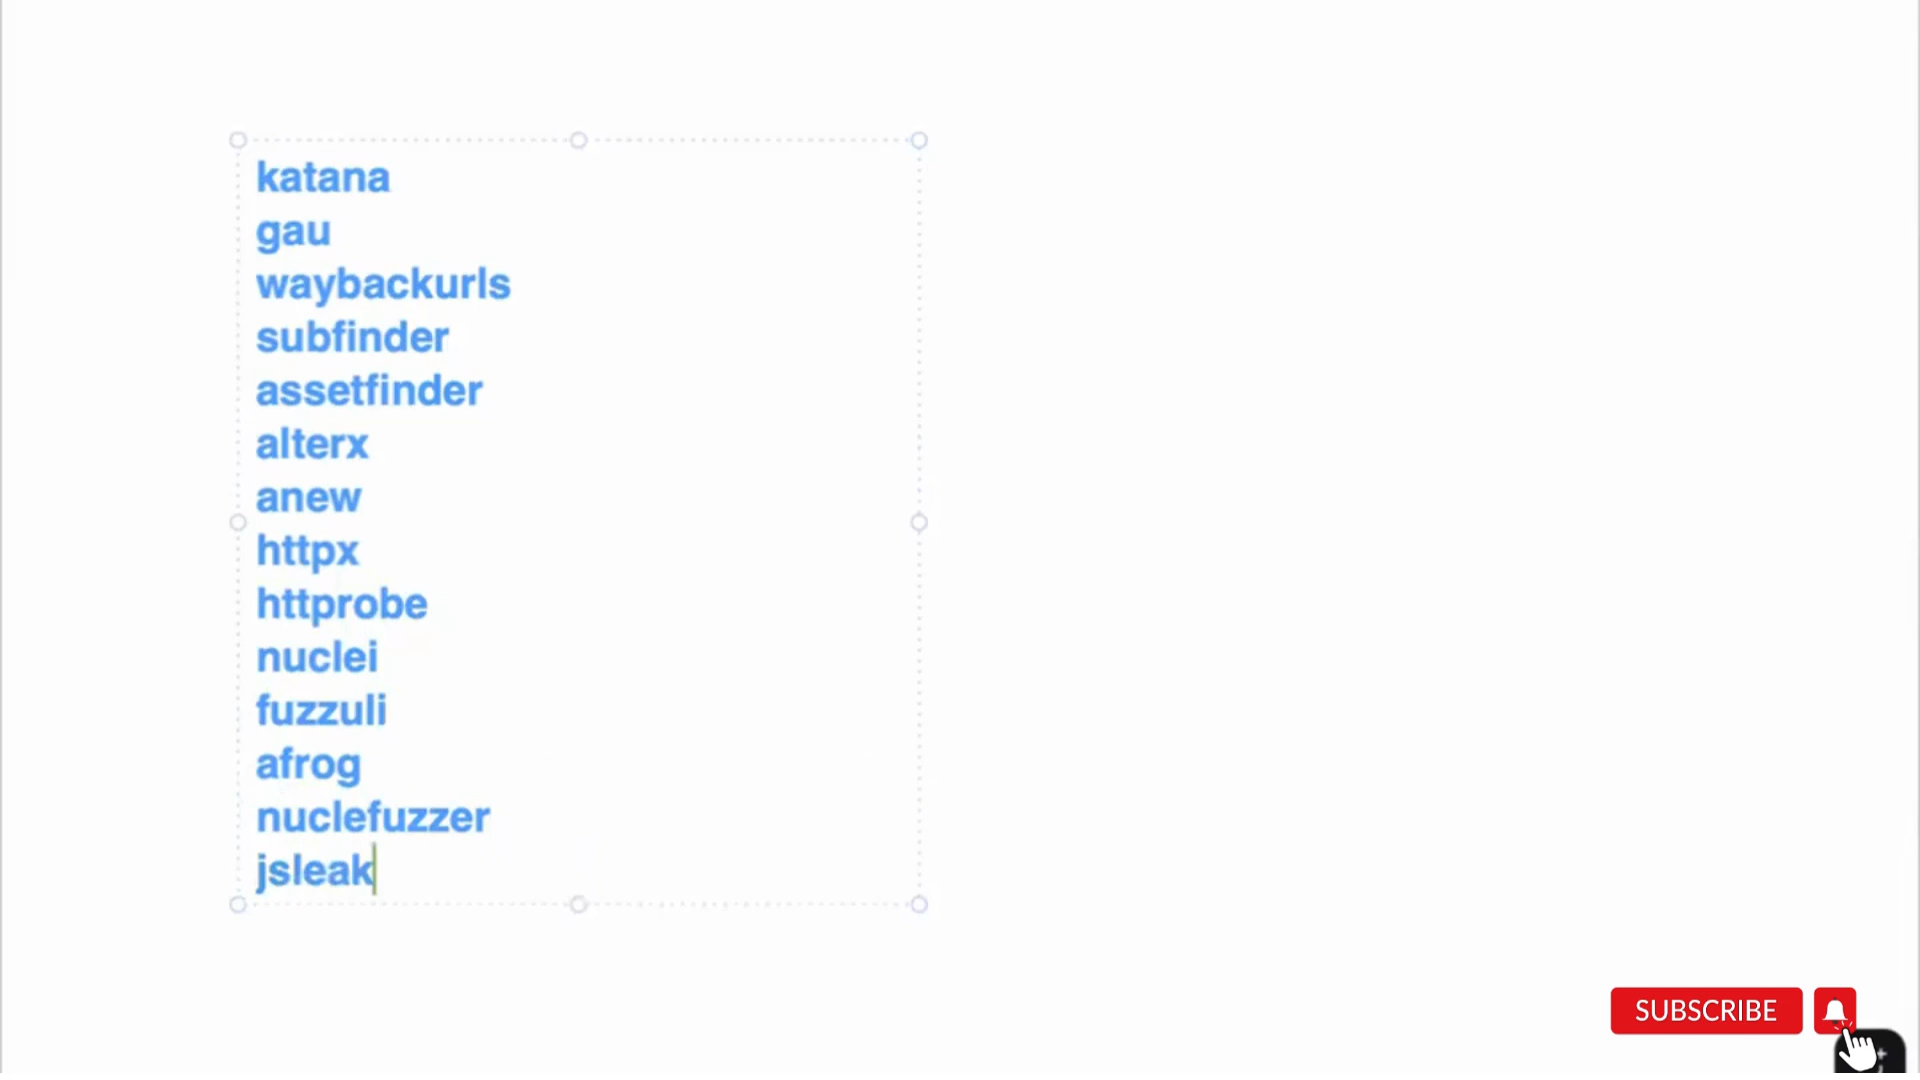 katana
gau
waybackurls
subfinder
assetfinder
alterx
anew
httpx
httprobe
nuclei
fuzzuli
afrog
nuclefuzzer
jsleak
SUBSCRIBE